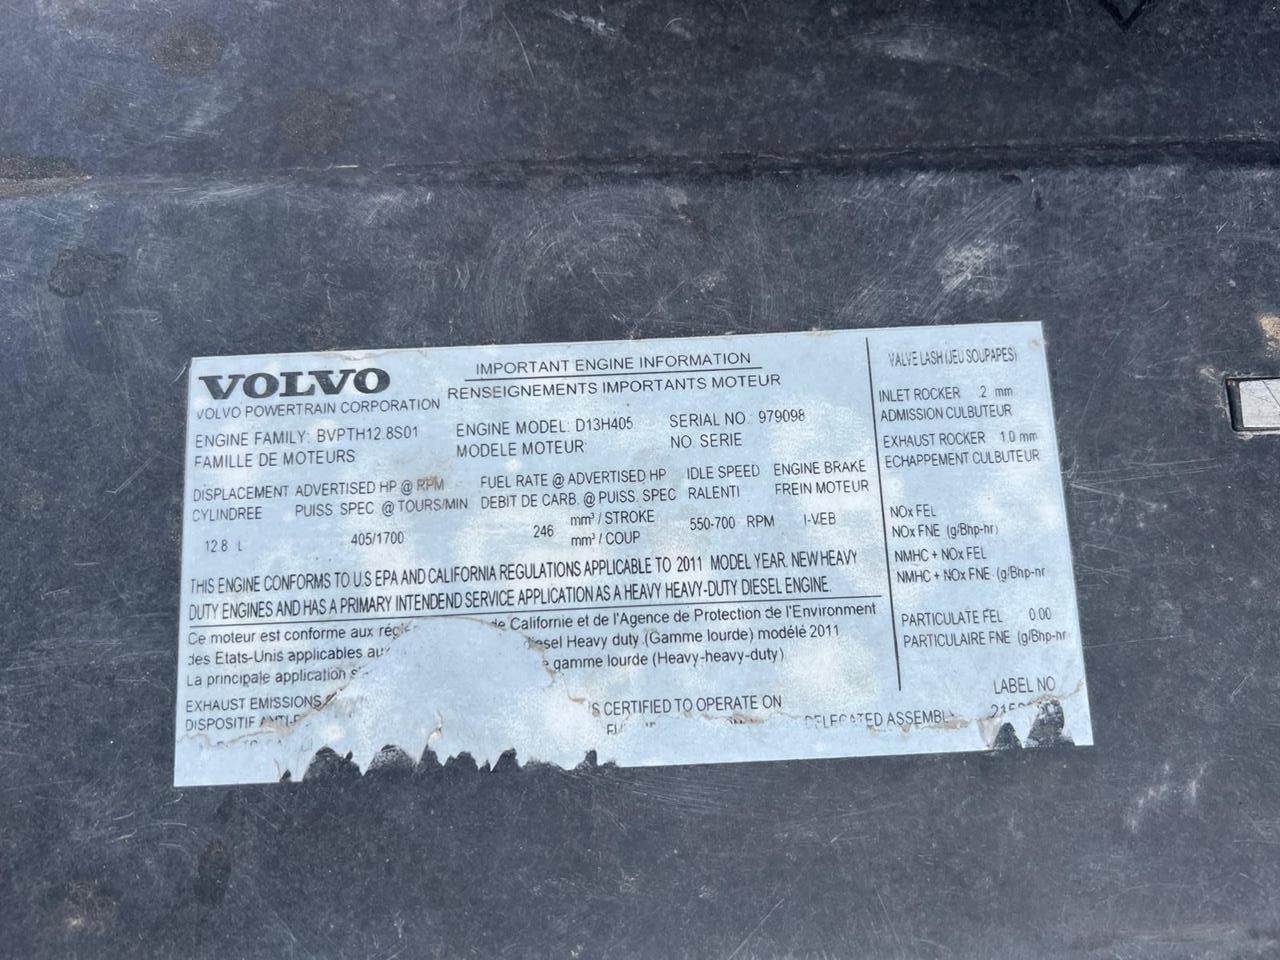 VOLVO
VOLVO POWERTRAIN CORPORATION
IMPORTANT ENGINE INFORMATION
RENSEIGNEMENTS IMPORTANTS MOTEUR
ENGINE FAMILY: BVPTH12.8S01
FAMILLE DE MOTEURS
ENGINE MODEL: D13H405
MODELE MOTEUR
SERIAL NO. 979098
NO. SERIE
DISPLACEMENT
CYLINDREE
12.8 L
ADVERTISED HP @ RPM
PUISS SPEC. @ TOURS/MIN
405/1700
FUEL RATE @ ADVERTISED HP
DEBIT DE CARB. @ PUISS. SPEC
246 mm³ / STROKE
mm³ / COUP
IDLE SPEED
RALENTI
550-700 RPM
ENGINE BRAKE
FREIN MOTEUR
I-VEB
THIS ENGINE CONFORMS TO U.S EPA AND CALIFORNIA REGULATIONS APPLICABLE TO 2011 MODEL YEAR. NEW HEAVY
DUTY ENGINES AND HAS A PRIMARY INTENDEND SERVICE APPLICATION AS A HEAVY HEAVY-DUTY DIESEL ENGINE.
Ce moteur est conforme aux de Californie et de l'Agence de Protection de l'Environment
des Etats-Unis applicables Heavy duty (Gamme lourde) modélé 2011
La principale application gamme lourde (Heavy-heavy-duty)
EXHAUST EMISSIONS CERTIFIED TO OPERATE ON
DISPOSITIF DELEGATED ASSEMBLY
VALVE LASH (JEU SOUPAPES)
INLET ROCKER 2 mm
ADMISSION CULBUTEUR
EXHAUST ROCKER 1.0 mm
ECHAPPEMENT CULBUTEUR
NOx FEL
NOx FNE (g/Bhp-hr)
NMHC + NOx FEL
NMHC + NOx FNE (g/Bhp-hr
PARTICULATE FEL 0.00
PARTICULAIRE FNE (g/Bhp-hr
LABEL NO